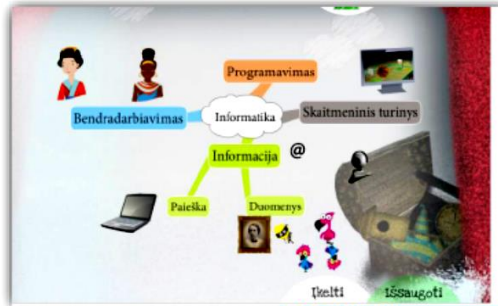 Programavimas
Bendradarbiavimas
Informatika
Skaitmeninis turinys
Informacija
@
Paieška
Duomenys
Įkelti
Išsaugoti